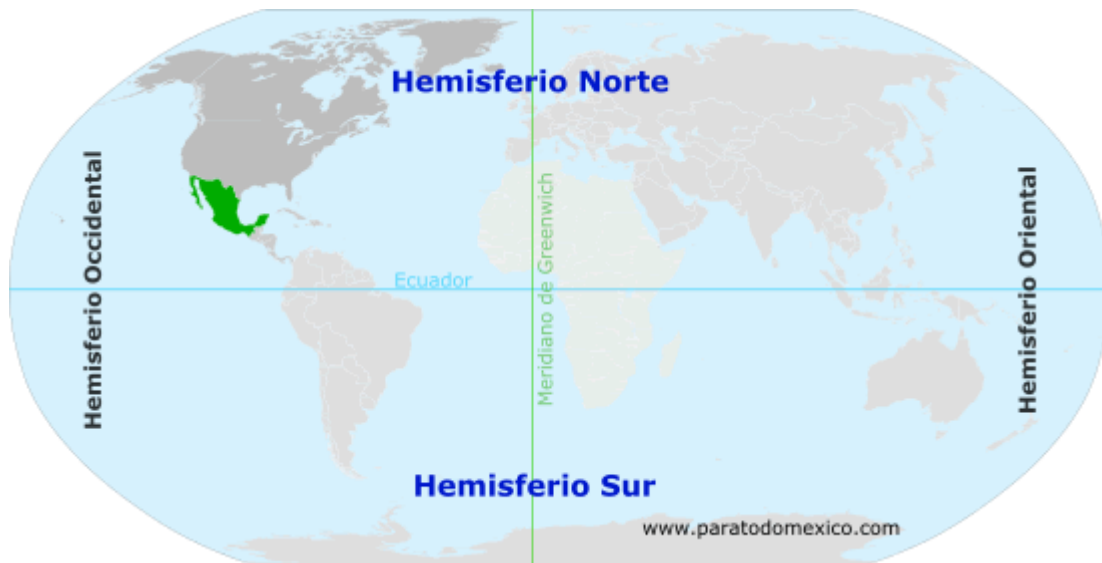 Hemisferio Norte
Hemisferio Occidental
Meridiano de Greenwich
Hemisferio Oriental
Ecuador
Hemisferio Sur
www.paratodomexico.com